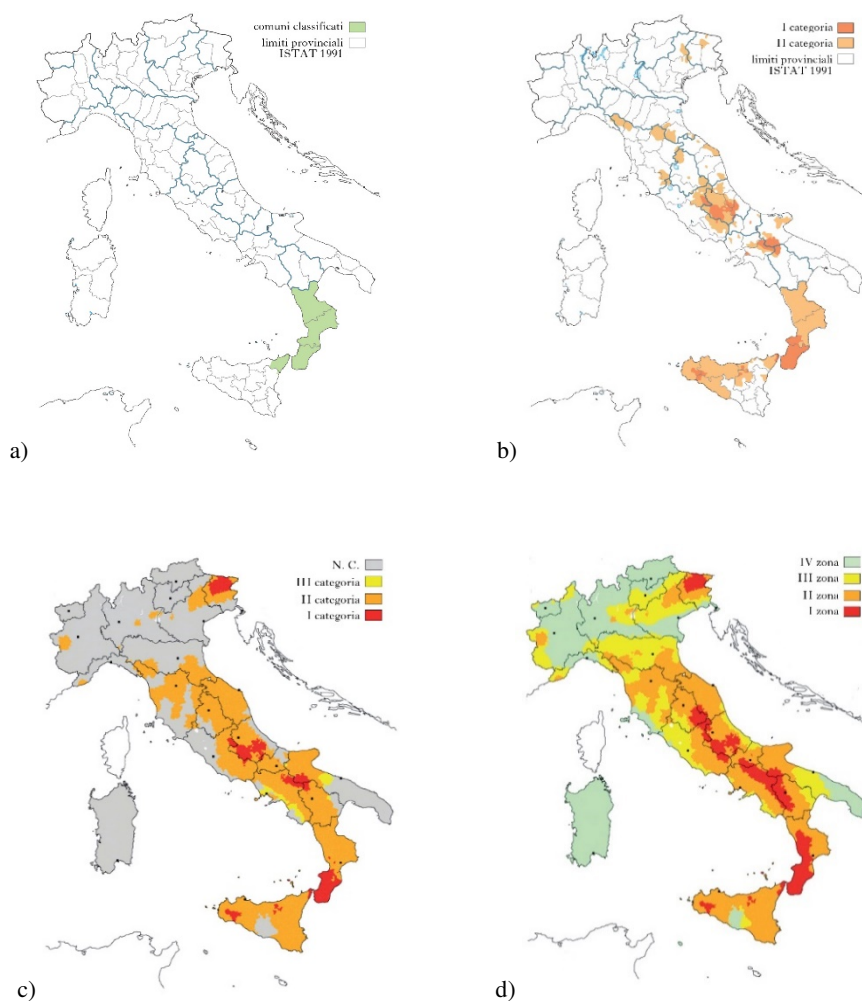 comuni classificati
limiti provinciali
ISTAT 1991
a)
I categoria
II categoria
limiti provinciali
ISTAT 1991
b)
N. C.
III categoria
II categoria
I categoria
c)
IV zona
III zona
II zona
I zona
d)